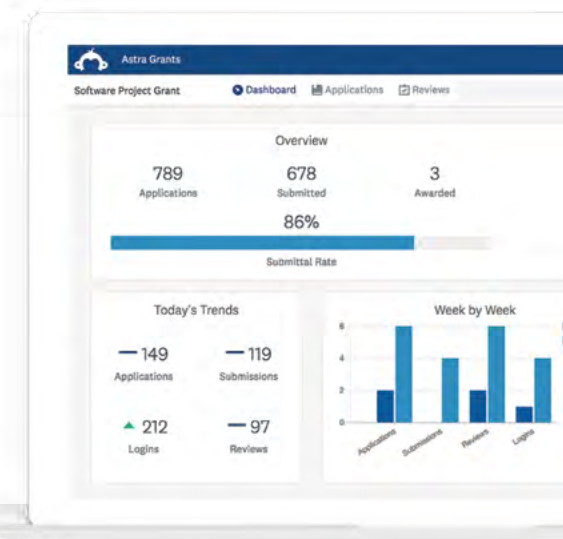 Astra Grants
Software Project Grant Dashboard Applications Reviews
Overview
789 678 3
Applications Submitted Awarded
86%
Submittal Rate
Today's Trends
149 119
Applications Submissions
212 97
Logins Reviews
Week by Week
6
4
2
0
Applications Submissions Reviews Logins